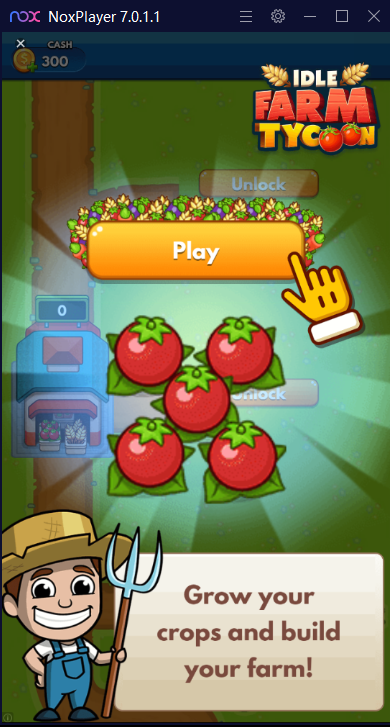 NoxPlayer 7.0.1.1
CASH
300
IDLE
FARM
TYCOON
Unlock
Play
0
Unlock
Grow your
crops and build
your farm!